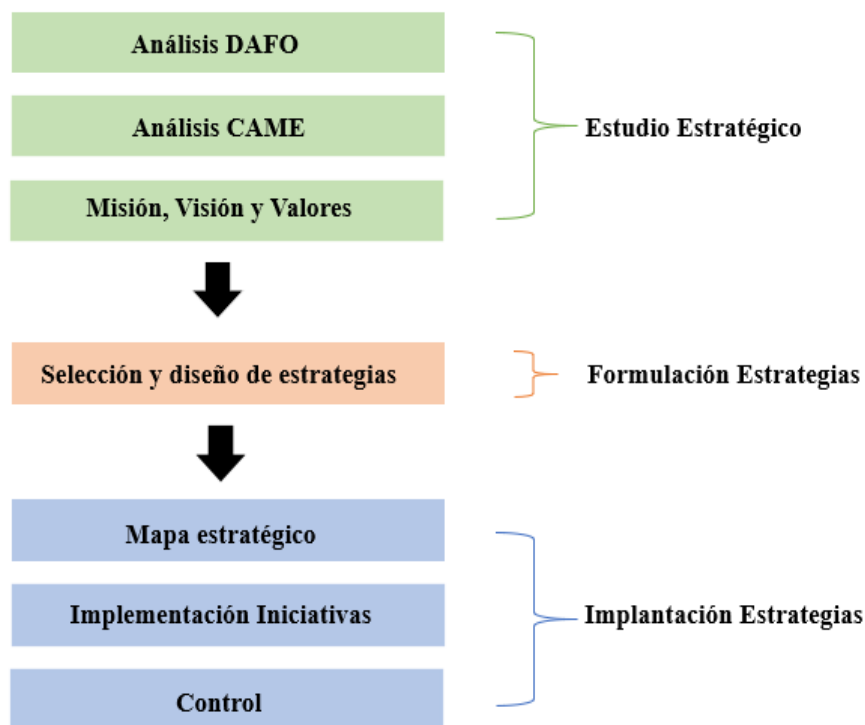 Análisis DAFO
Análisis CAME
Estudio Estratégico
Misión, Visión y Valores
Selección y diseño de estrategias
Formulación Estrategias
Mapa estratégico
Implementación Iniciativas
Implantación Estrategias
Control